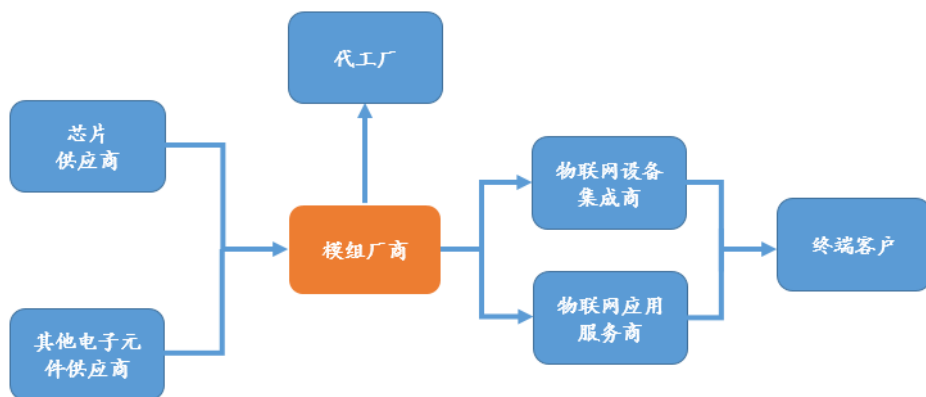 代工厂
芯片
供应商
模组厂商
其他电子元
件供应商
物联网设备
集成商
物联网应用
服务商
终端客户